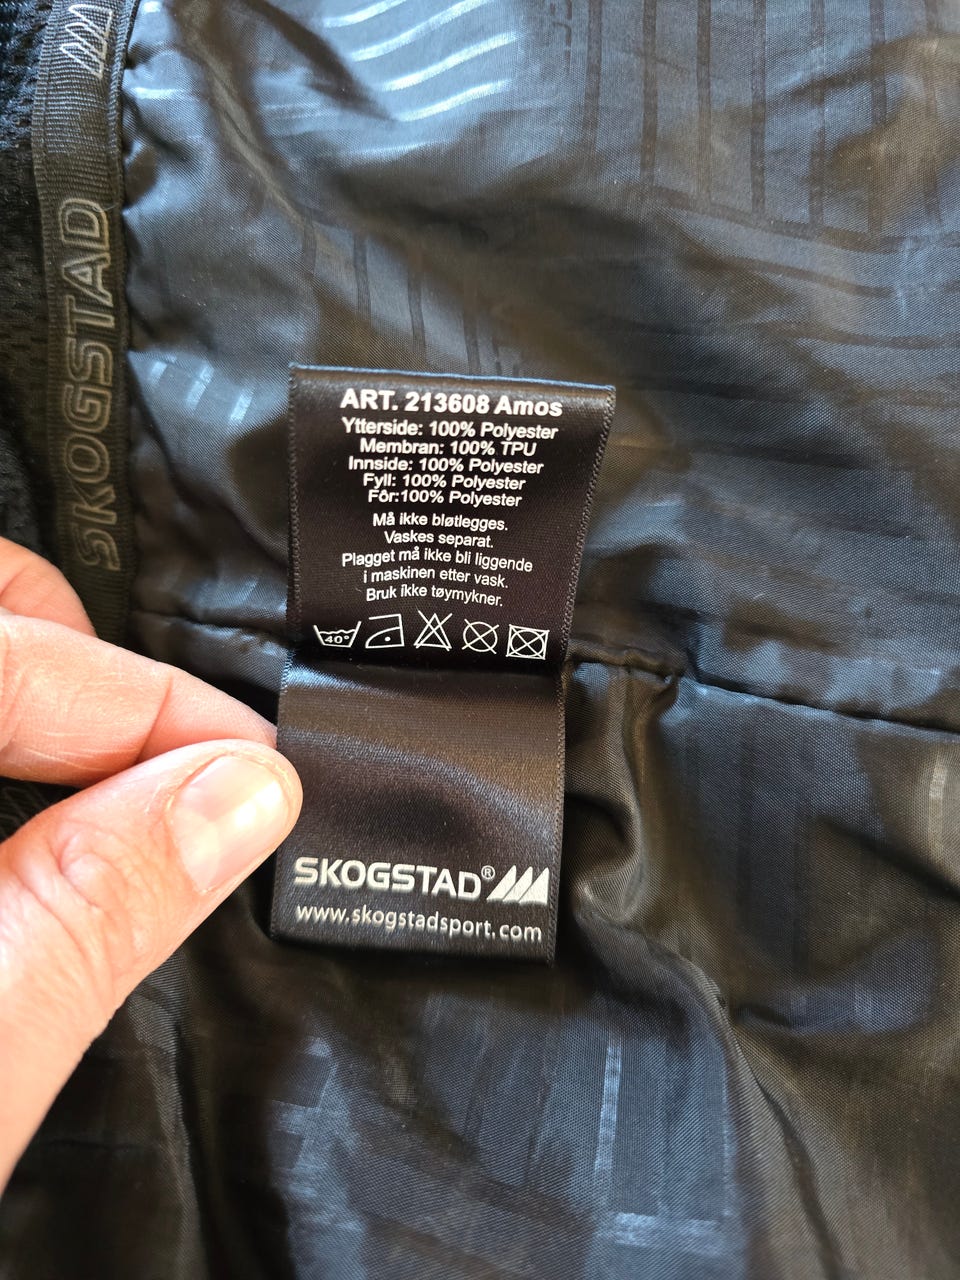 SKOGSTAD
ART. 213608 Amos
Ytterside: 100% Polyester
Membran: 100% TPU
Innside: 100% Polyester
Fyll: 100% Polyester
Fôr:100% Polyester
Må ikke bløtlegges.
Vaskes separat.
Plagget må ikke bli liggende
i maskinen etter vask.
Bruk ikke tøymykner.
40°
SKOGSTAD®
www.skogstadsport.com